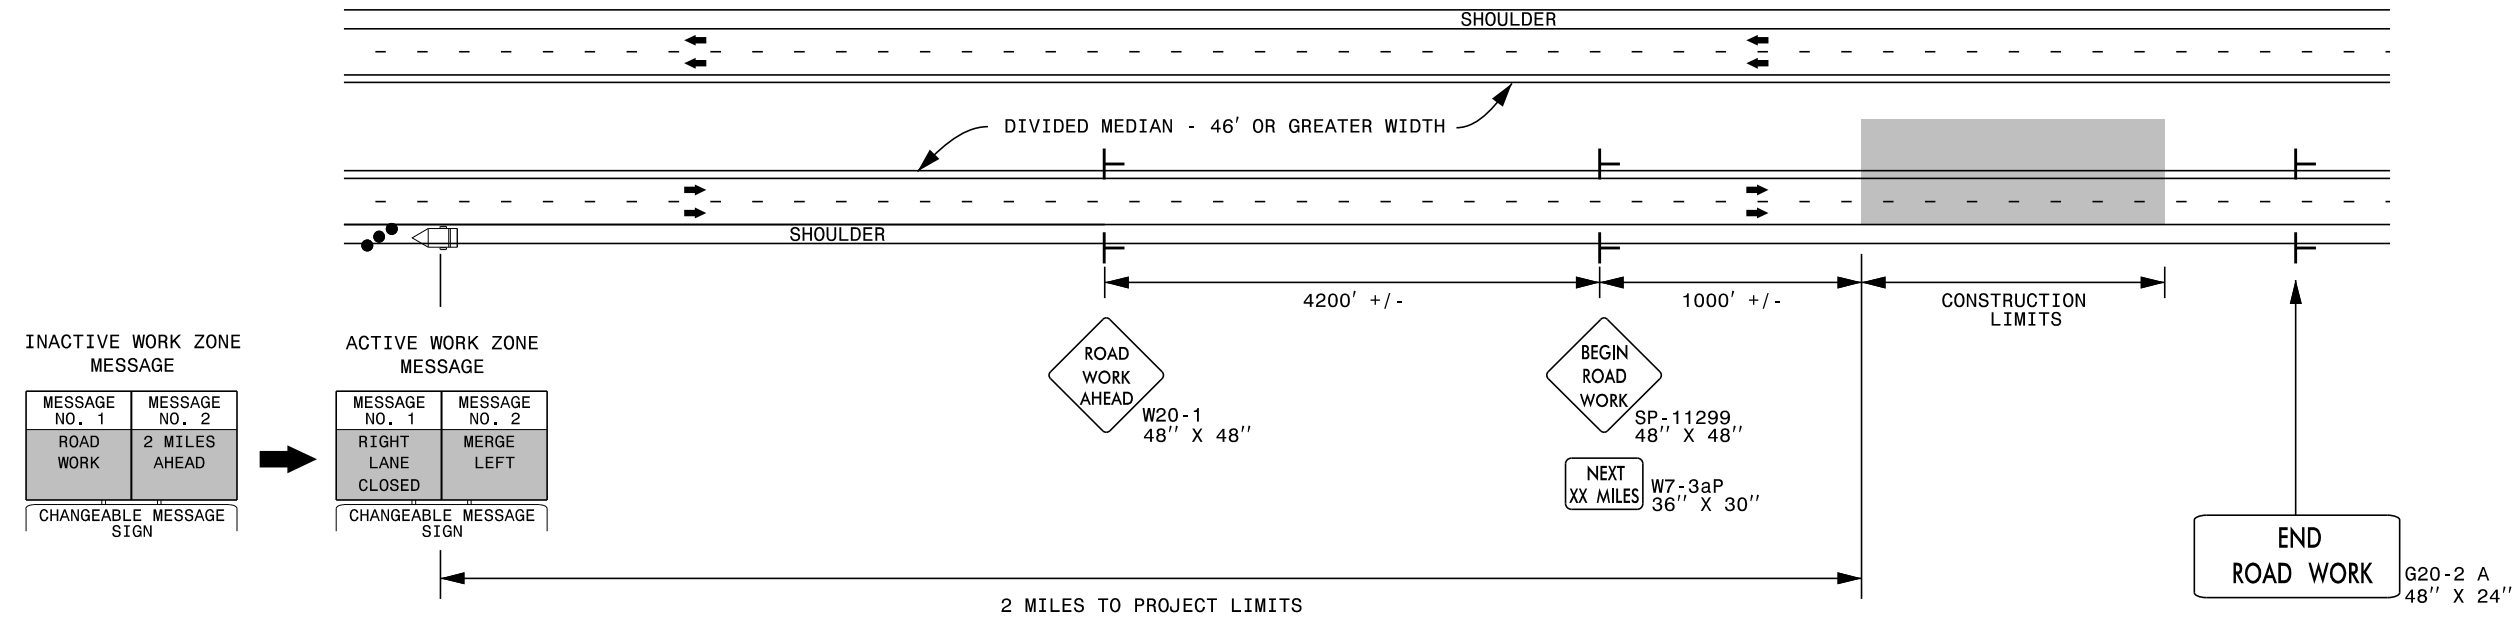 SHOULDER
DIVIDED MEDIAN - 46' OR GREATER WIDTH
SHOULDER
4200' +/-
1000' +/-
CONSTRUCTION
LIMITS
INACTIVE WORK ZONE
MESSAGE
MESSAGE
NO. 1
MESSAGE
NO. 2
ROAD
WORK
2 MILES
AHEAD
CHANGEABLE MESSAGE
SIGN
ACTIVE WORK ZONE
MESSAGE
MESSAGE
NO. 1
MESSAGE
NO. 2
RIGHT
LANE
CLOSED
MERGE
LEFT
CHANGEABLE MESSAGE
SIGN
ROAD
WORK
AHEAD
W20-1
48'' X 48''
BEGIN
ROAD
WORK
SP-11299
48'' X 48''
NEXT
XX MILES
W7-3aP
36'' X 30''
END
ROAD WORK
G20-2 A
48'' X 24''
2 MILES TO PROJECT LIMITS